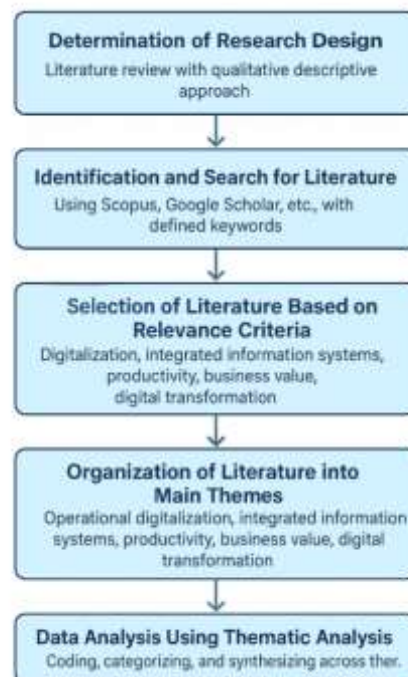 Determination of Research Design
Literature review with qualitative descriptive
approach
Identification and Search for Literature
Using Scopus, Google Scholar, etc., with
defined keywords
Selection of Literature Based on
Relevance Criteria
Digitalization, integrated information systems,
productivity, business value,
digital transformation
Organization of Literature into
Main Themes
Operational digitalization, integrated information
systems, productivity, business value, digital
transformation
Data Analysis Using Thematic Analysis
Coding, categorizing, and synthesizing across ther.